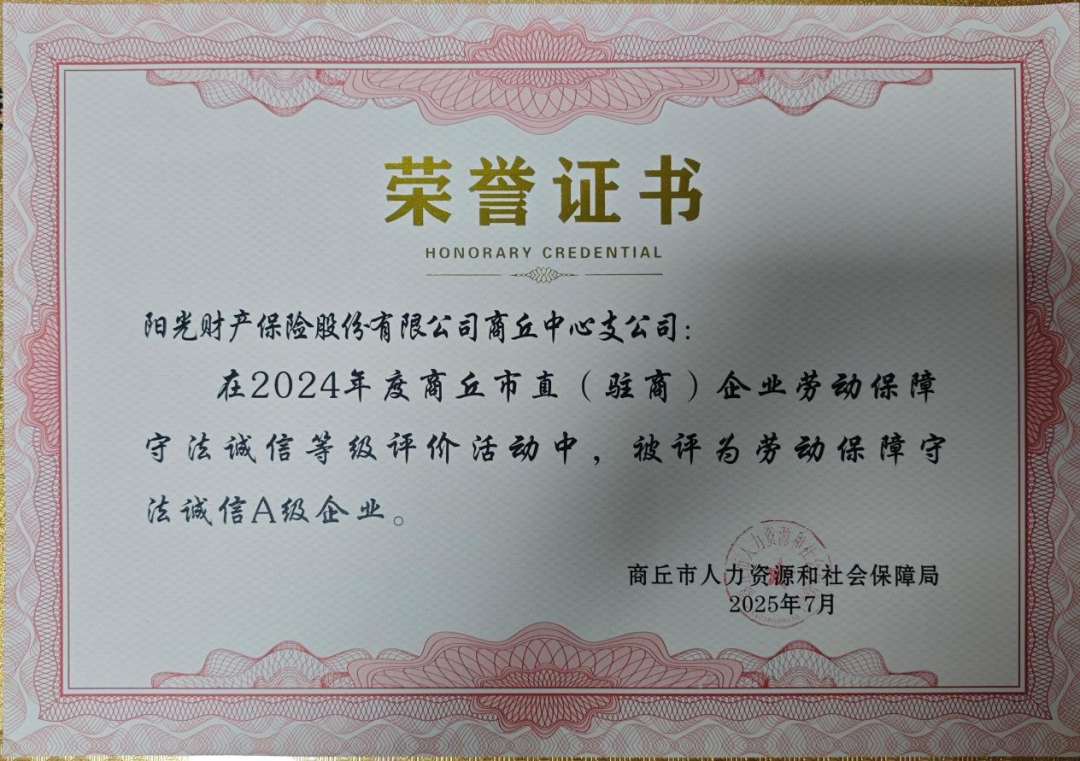 荣誉证书
HONORARY CREDENTIAL
阳光财产保险股份有限公司商丘中心支公司：
在2024年度商丘市直（驻商）企业劳动保障
守法诚信等级评价活动中，被评为劳动保障守
法诚信A级企业。
商丘市人力资源和社会保障局
2025年7月